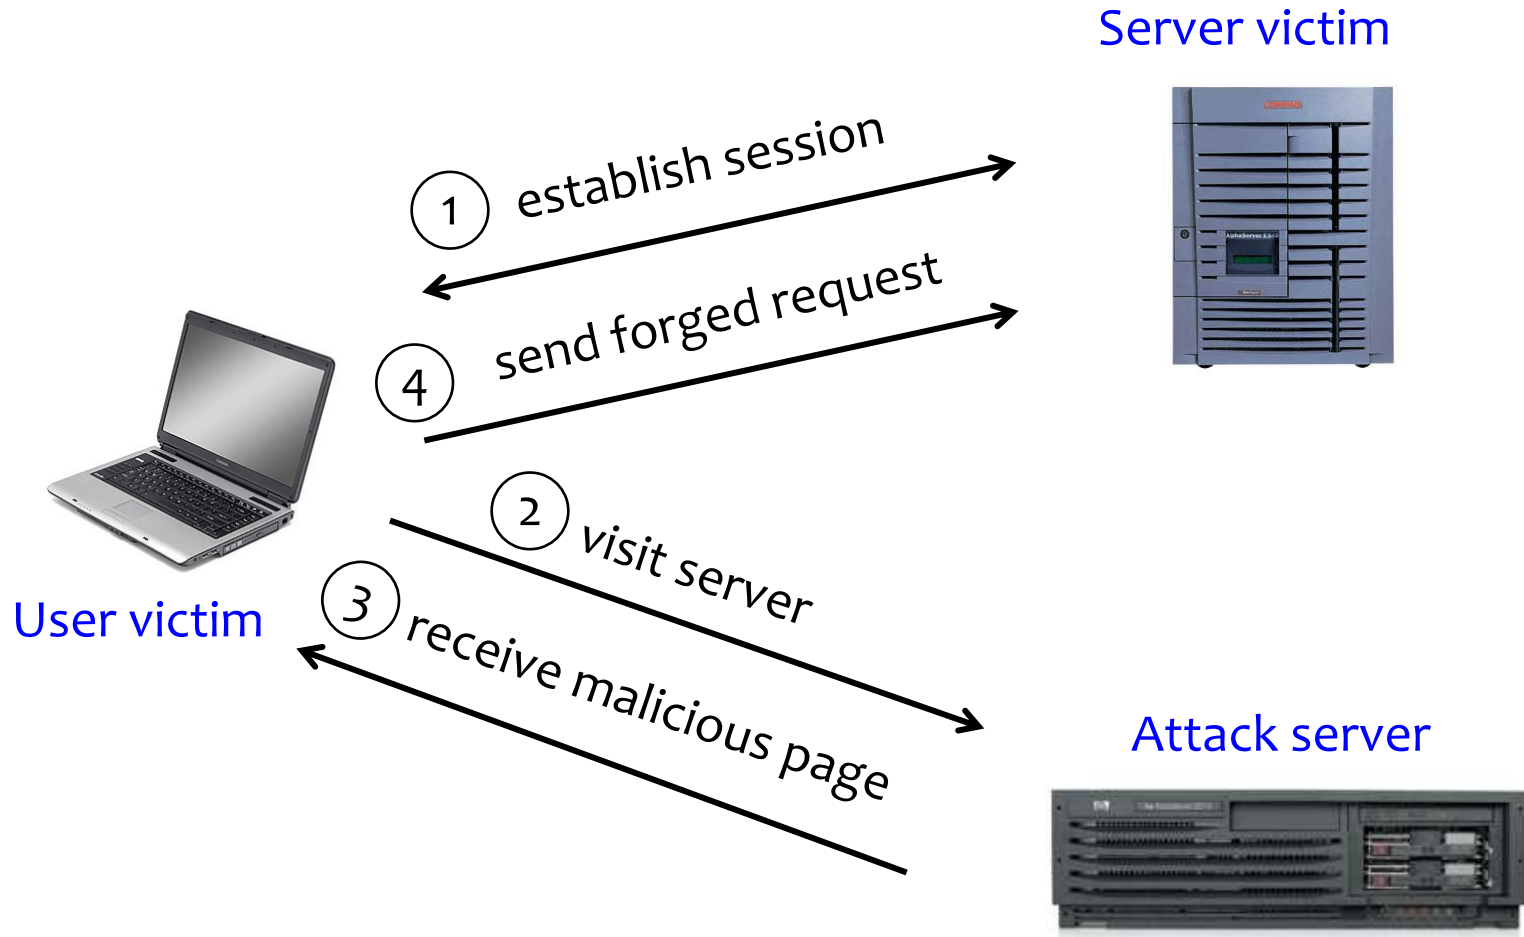 Server victim
1 establish session
4 send forged request
2 visit server
User victim
3 receive malicious page
Attack server